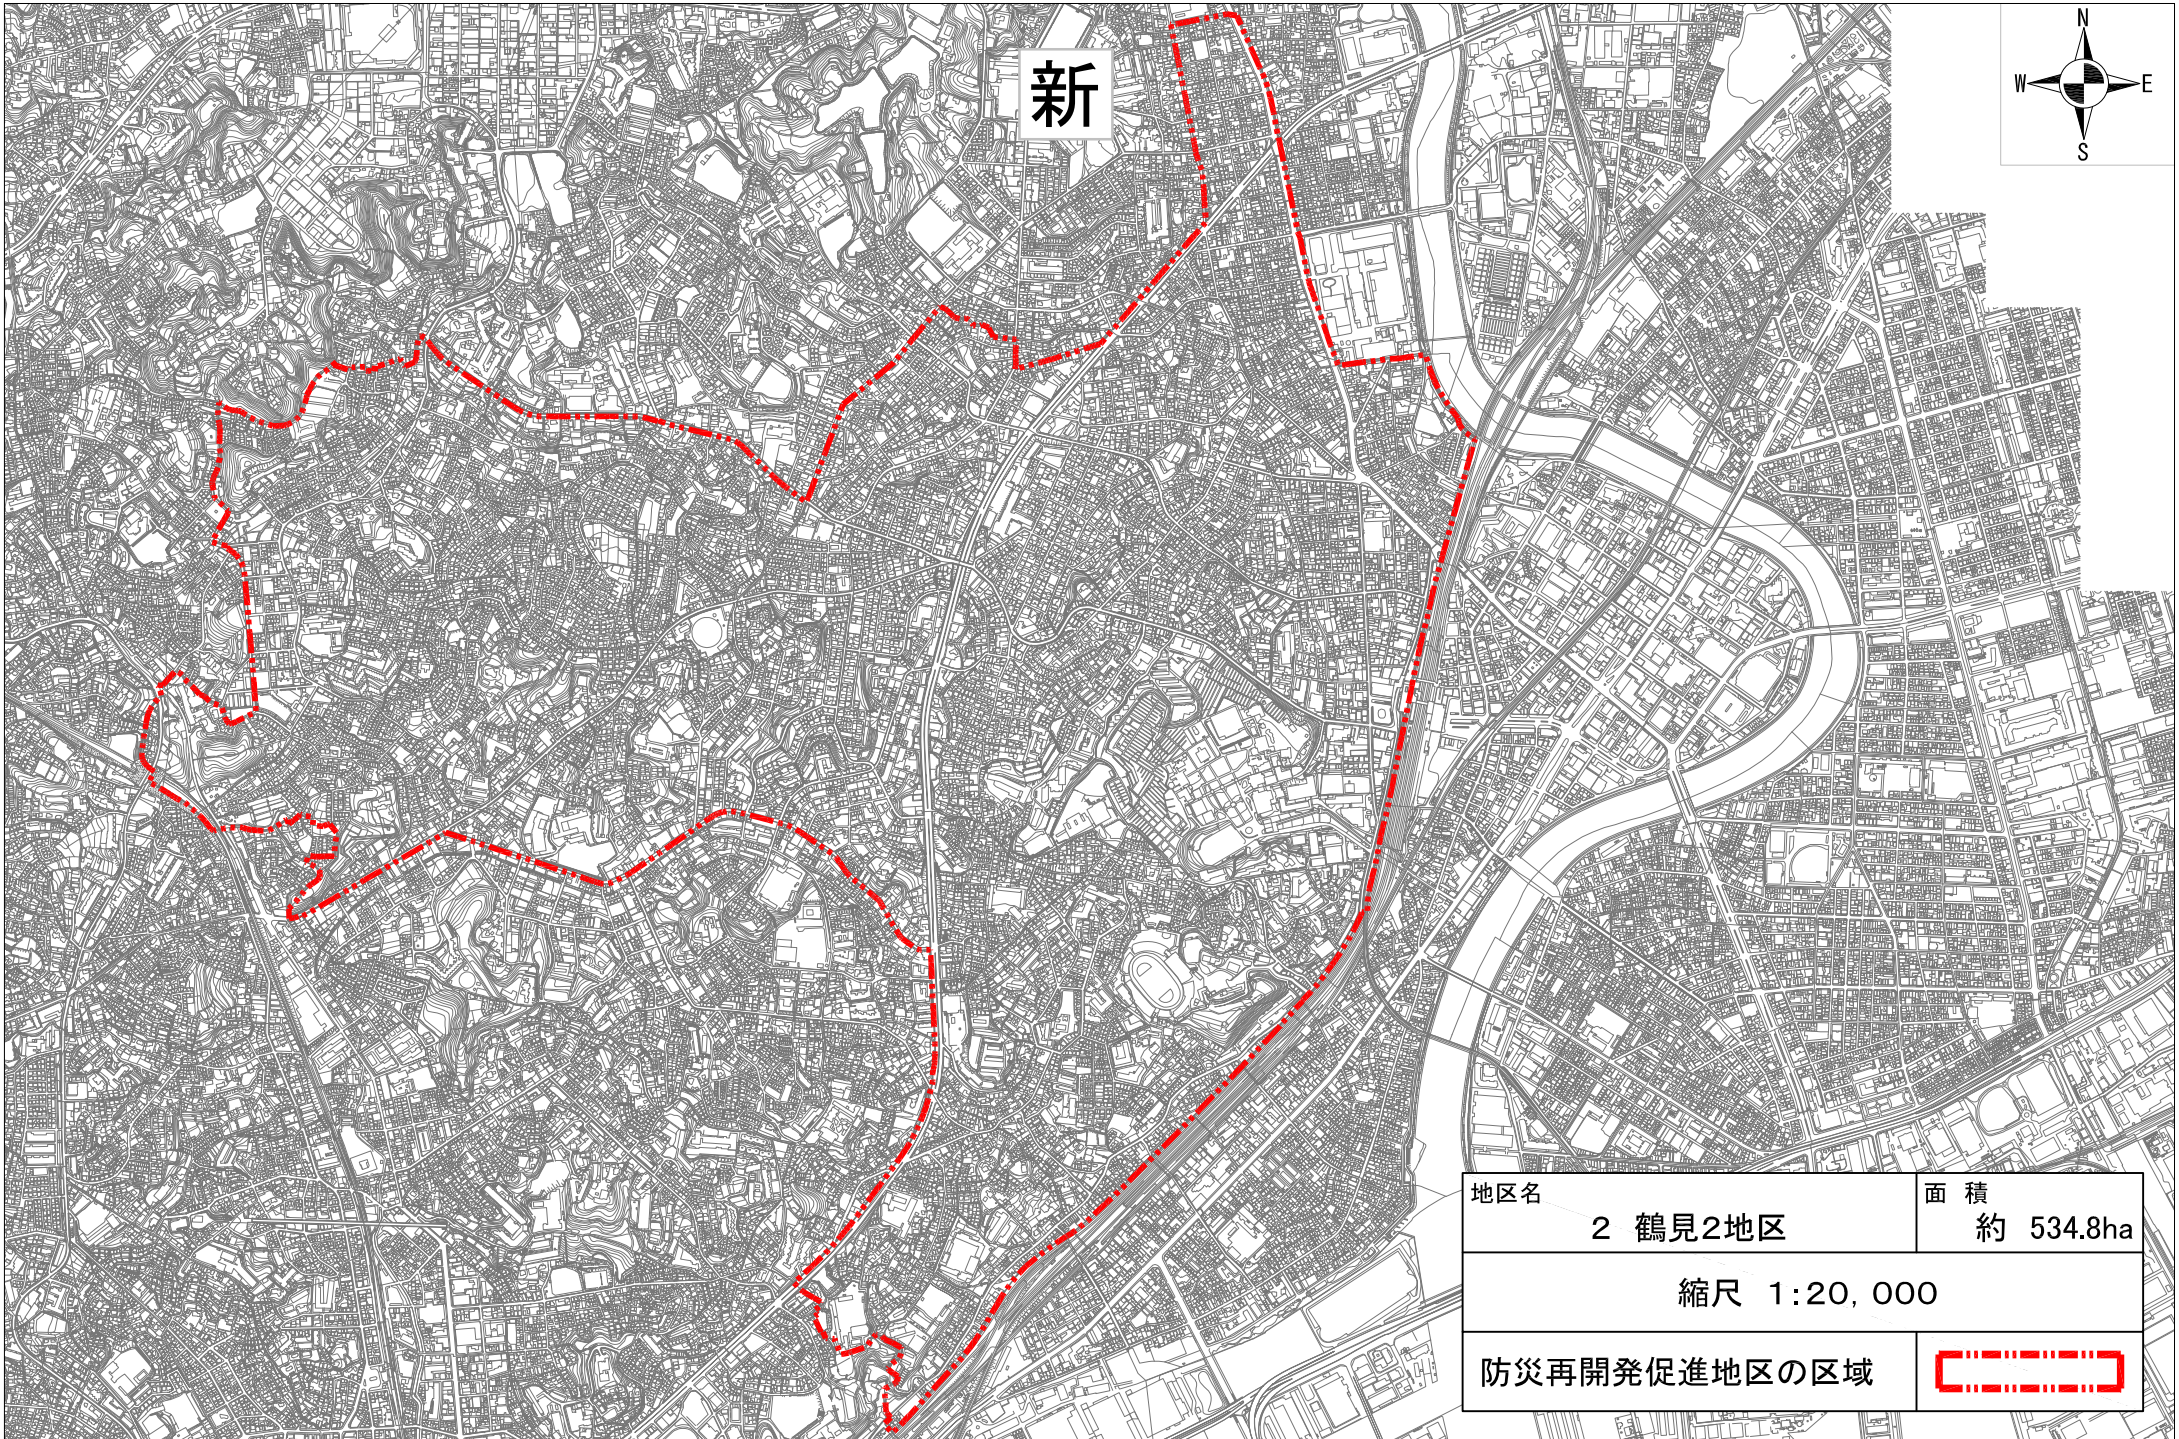 新
N
W E
S
地区名
2 鶴見2地区
面 積
約 534.8ha
縮尺 1:20,000
防災再開発促進地区の区域